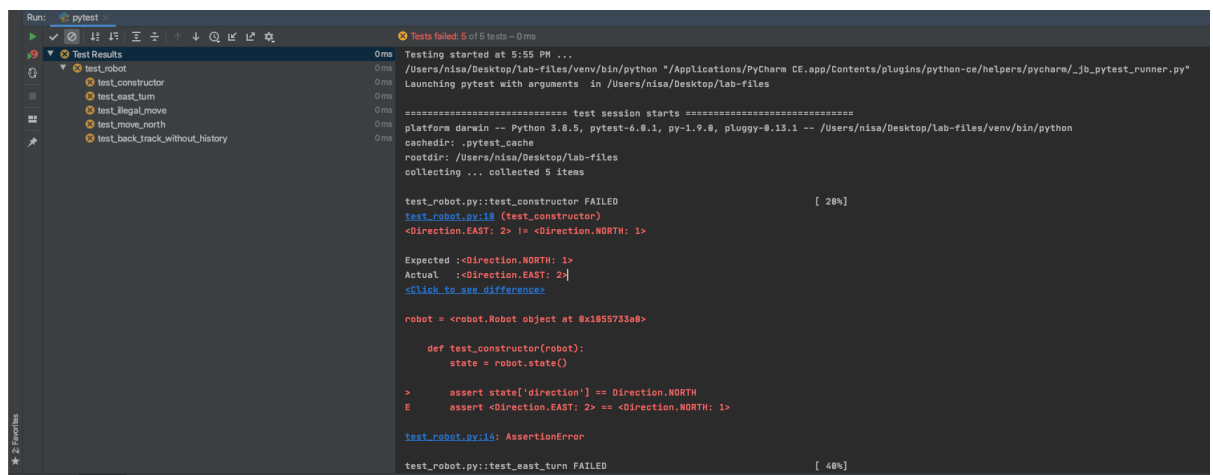 Run: pytest ×
Tests failed: 5 of 5 tests – 0 ms
Test Results 0 ms
test_robot 0 ms
test_constructor 0 ms
test_east_turn 0 ms
test_illegal_move 0 ms
test_move_north 0 ms
test_back_track_without_history 0 ms
Testing started at 5:55 PM ...
/Users/nisa/Desktop/lab-files/venv/bin/python "/Applications/PyCharm CE.app/Contents/plugins/python-ce/helpers/pycharm/_jb_pytest_runner.py"
Launching pytest with arguments in /Users/nisa/Desktop/lab-files
============================= test session starts ==============================
platform darwin -- Python 3.8.5, pytest-6.0.1, py-1.9.0, pluggy-0.13.1 -- /Users/nisa/Desktop/lab-files/venv/bin/python
cachedir: .pytest_cache
rootdir: /Users/nisa/Desktop/lab-files
collecting ... collected 5 items
test_robot.py::test_constructor FAILED [ 20%]
test_robot.py:10 (test_constructor)
<Direction.EAST: 2> != <Direction.NORTH: 1>
Expected :<Direction.NORTH: 1>
Actual :<Direction.EAST: 2>
<Click to see difference>
robot = <robot.Robot object at 0x1055733a0>
def test_constructor(robot):
state = robot.state()
> assert state['direction'] == Direction.NORTH
E assert <Direction.EAST: 2> == <Direction.NORTH: 1>
test_robot.py:14: AssertionError
test_robot.py::test_east_turn FAILED [ 40%]
2: Favorites